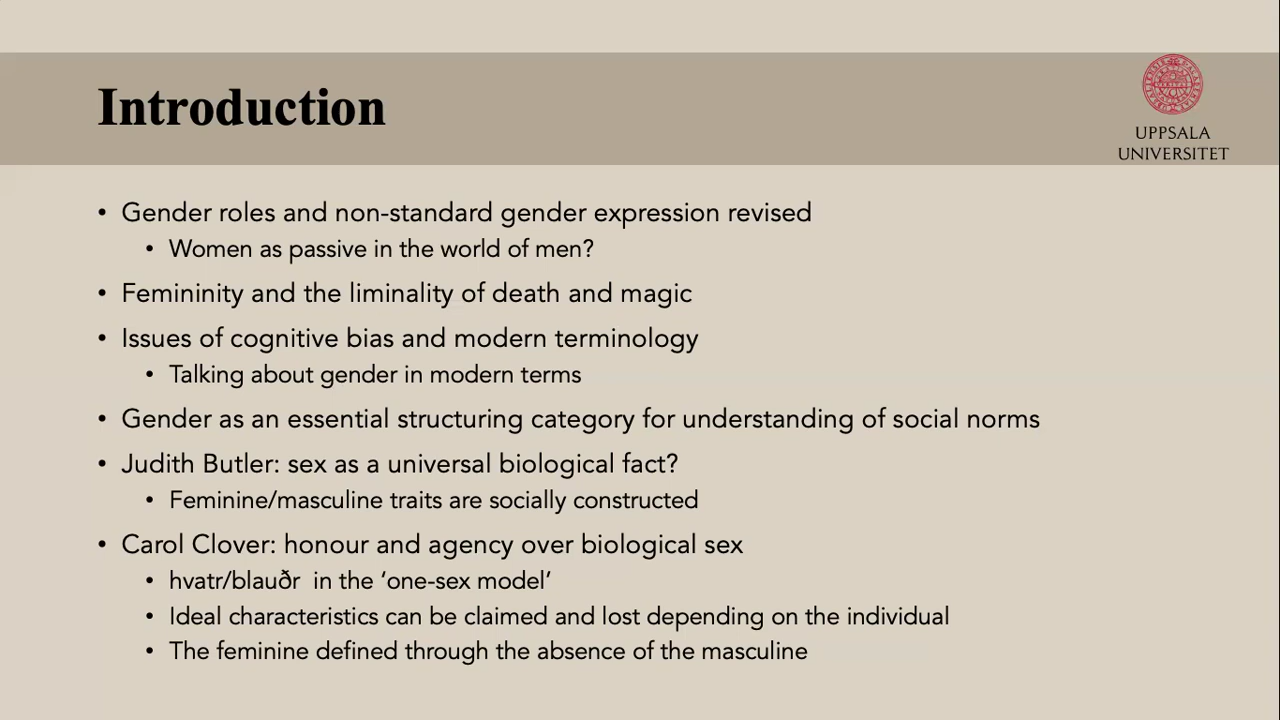 Introduction
UPPSALA
UNIVERSITET
• Gender roles and non-standard gender expression revised
• Women as passive in the world of men?
• Femininity and the liminality of death and magic
• Issues of cognitive bias and modern terminology
• Talking about gender in modern terms
• Gender as an essential structuring category for understanding of social norms
• Judith Butler: sex as a universal biological fact?
• Feminine/masculine traits are socially constructed
• Carol Clover: honour and agency over biological sex
• hvatr/blauðr in the ‘one-sex model’
• Ideal characteristics can be claimed and lost depending on the individual
• The feminine defined through the absence of the masculine